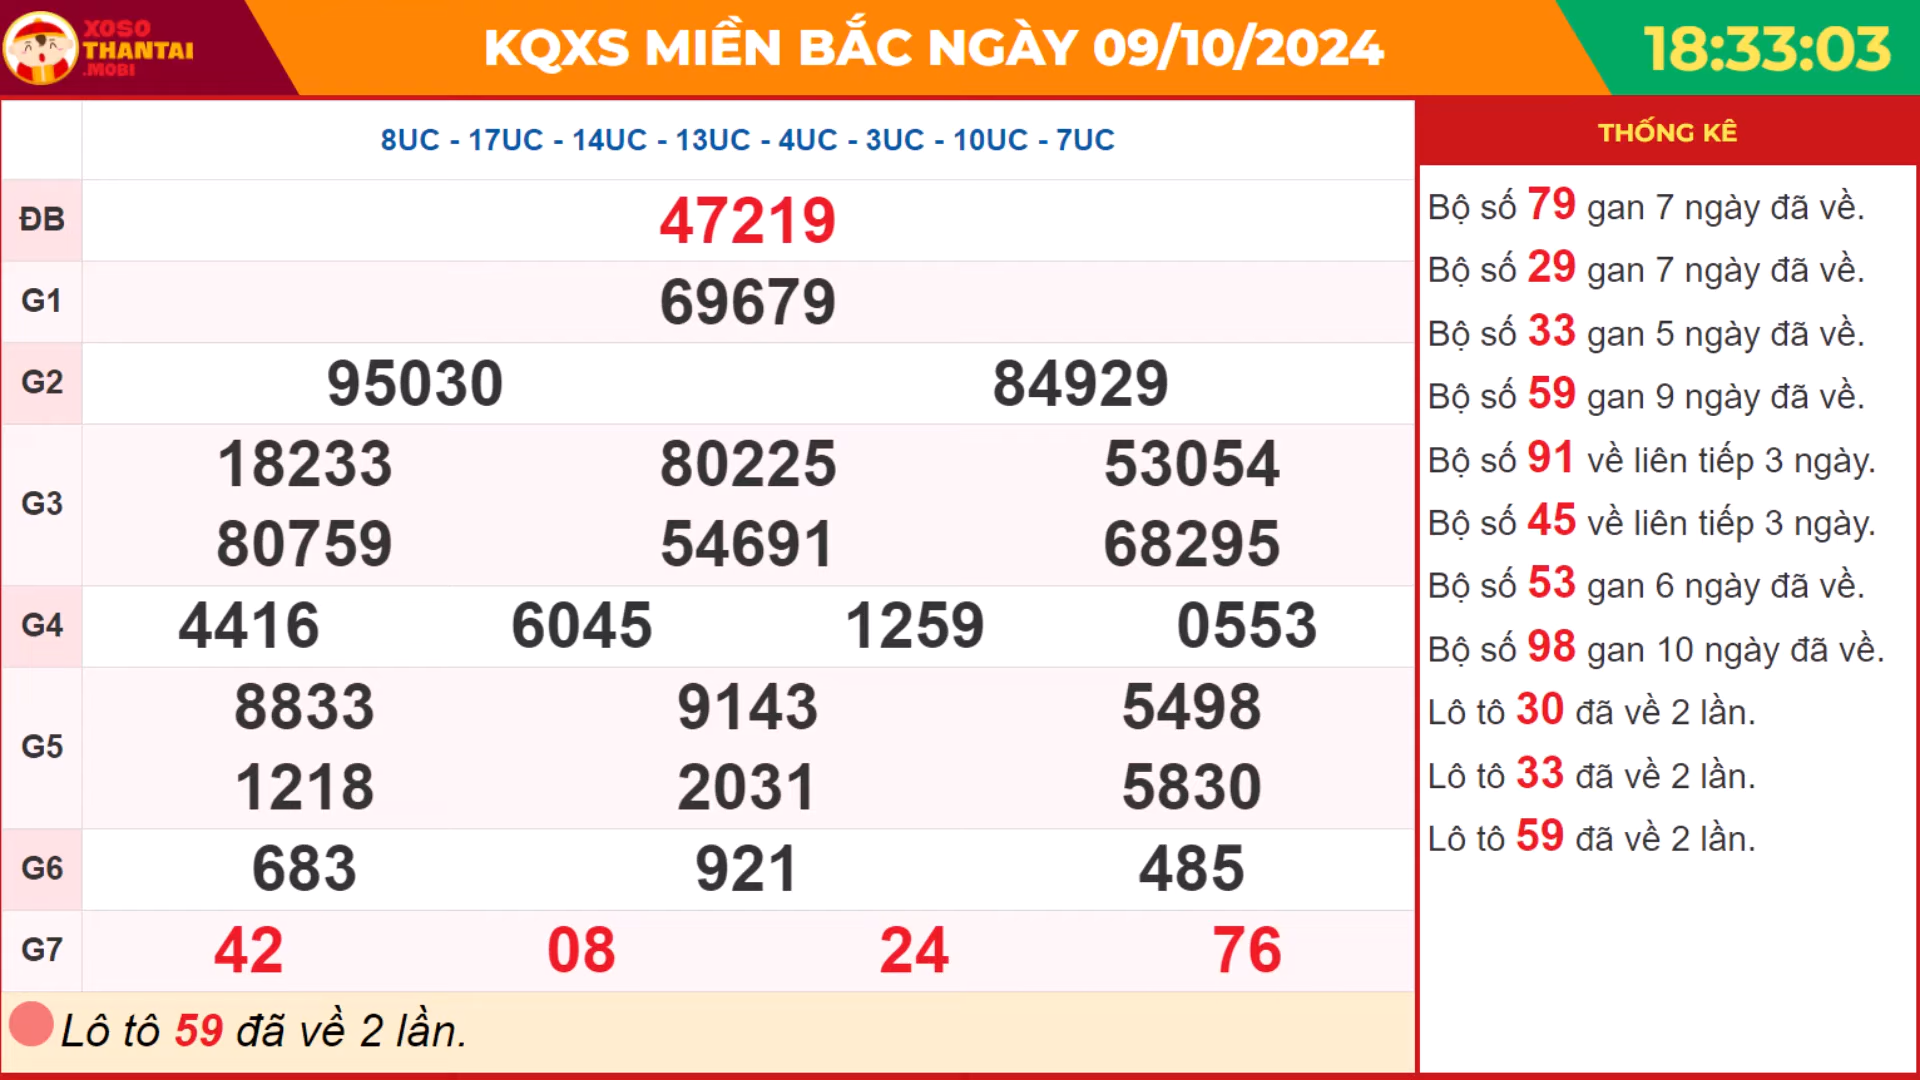 XOSO
THANTAI
.MOBI
KQXS MIỀN BẮC NGÀY 09/10/2024
18:33:03
8UC - 17UC - 14UC - 13UC - 4UC - 3UC - 10UC - 7UC
ĐB 47219
G1 69679
G2 95030 84929
G3 18233 80225 53054
80759 54691 68295
G4 4416 6045 1259 0553
G5 8833 9143 5498
1218 2031 5830
G6 683 921 485
G7 42 08 24 76
Lô tô 59 đã về 2 lần.
THỐNG KÊ
Bộ số 79 gan 7 ngày đã về.
Bộ số 29 gan 7 ngày đã về.
Bộ số 33 gan 5 ngày đã về.
Bộ số 59 gan 9 ngày đã về.
Bộ số 91 về liên tiếp 3 ngày.
Bộ số 45 về liên tiếp 3 ngày.
Bộ số 53 gan 6 ngày đã về.
Bộ số 98 gan 10 ngày đã về.
Lô tô 30 đã về 2 lần.
Lô tô 33 đã về 2 lần.
Lô tô 59 đã về 2 lần.